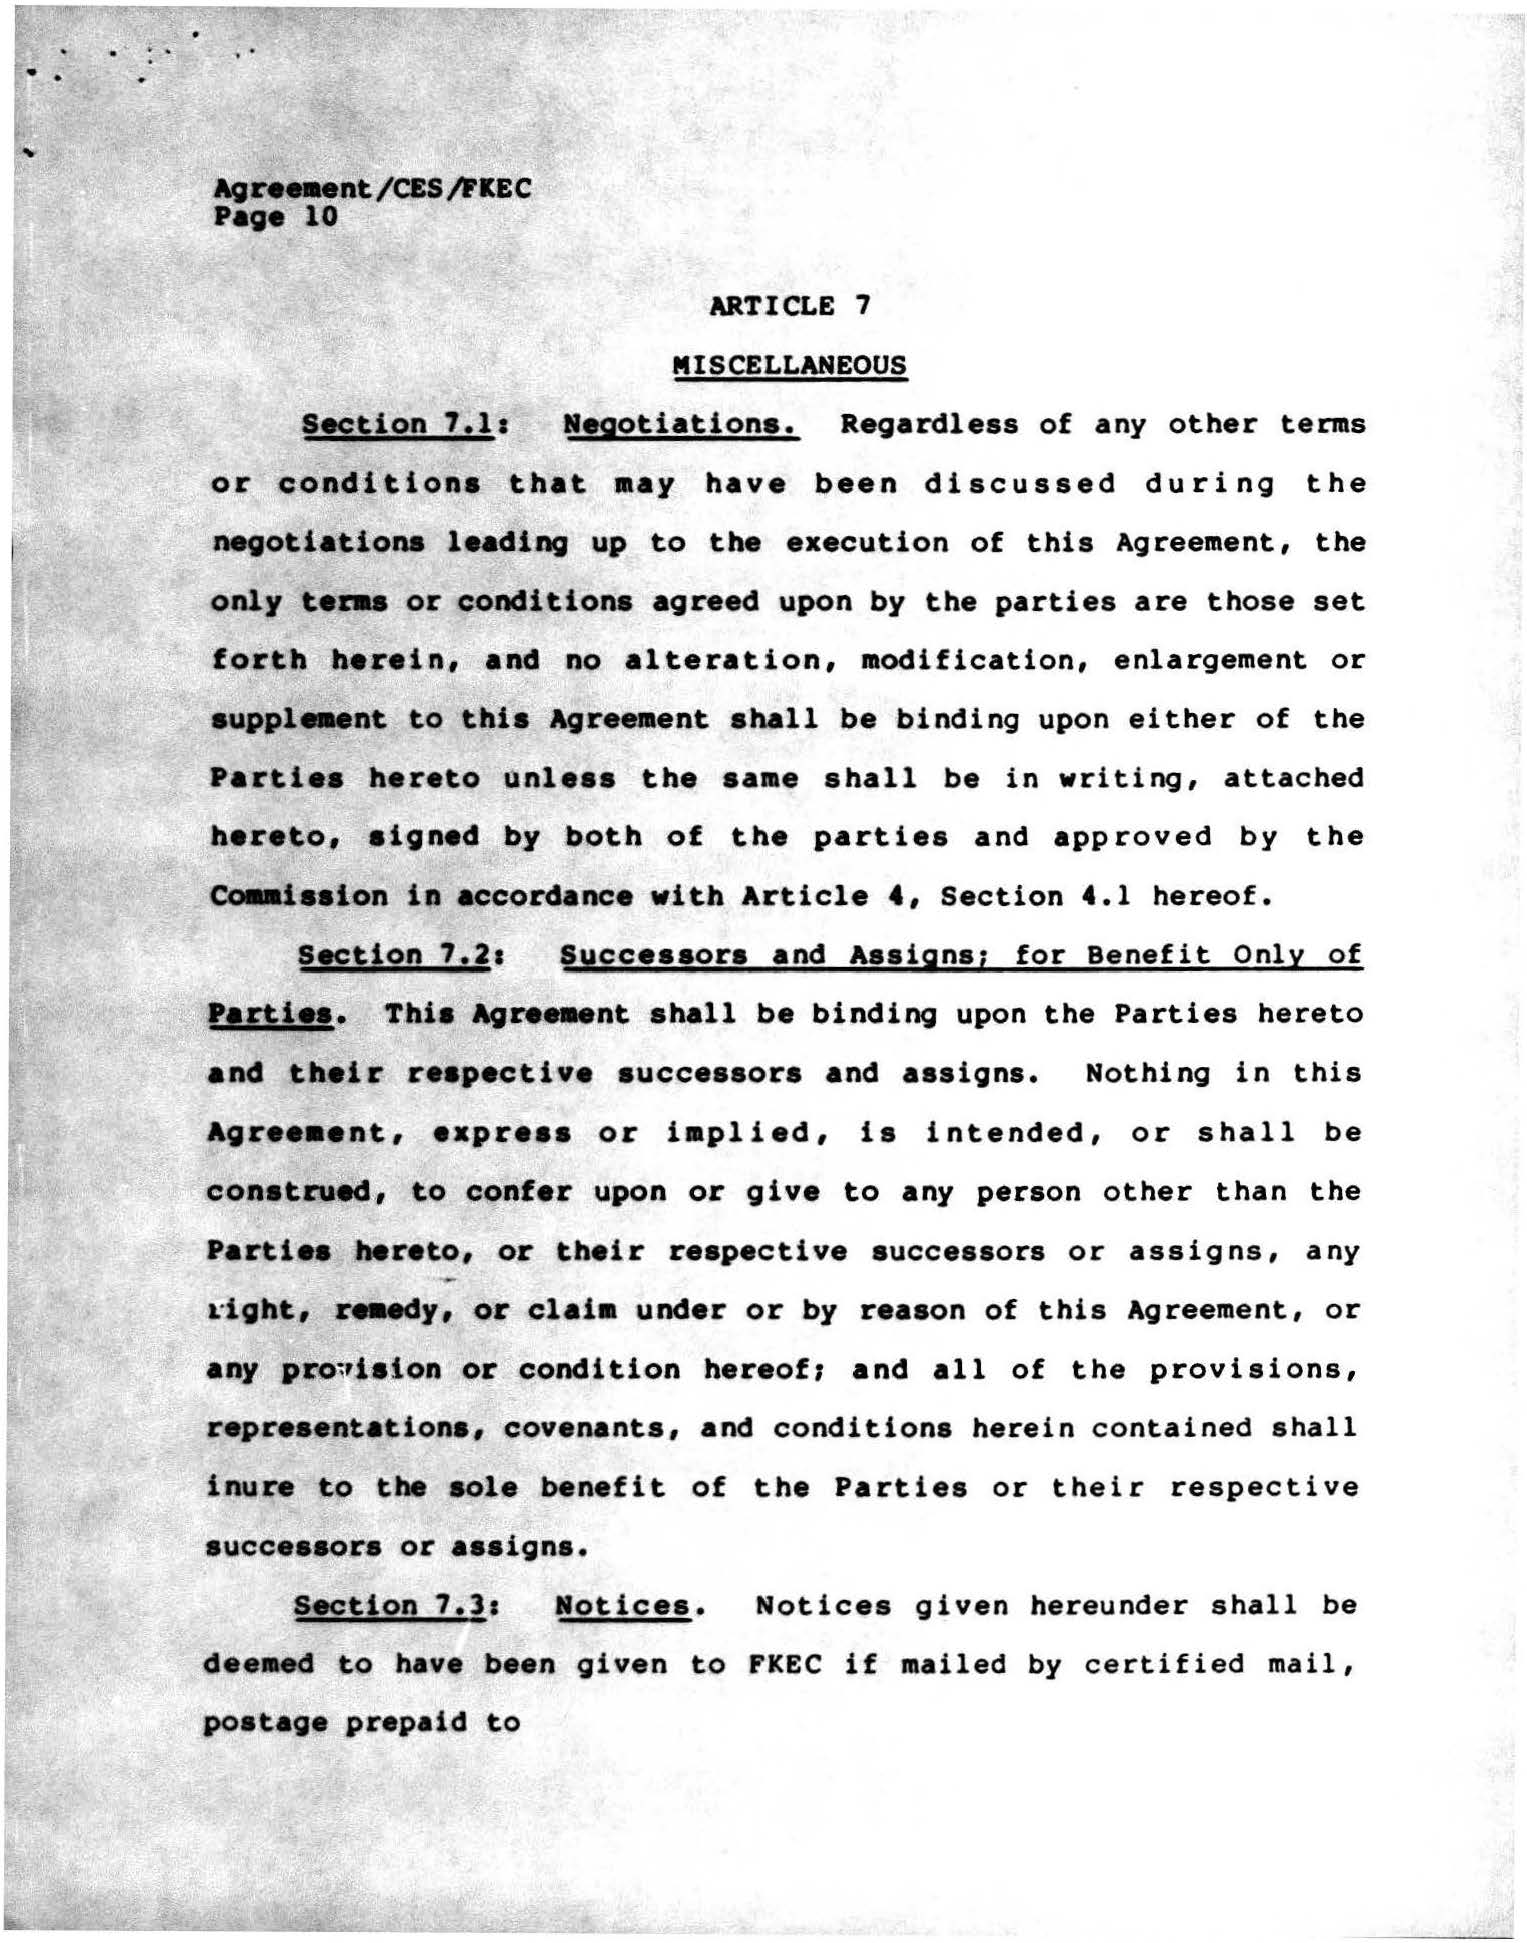 Agreement/CES/FKEC
Page 10
ARTICLE 7
MISCELLANEOUS
Section 7.1: Negotiations. Regardless of any other terms
or conditions that may have been discussed during the
negotiations leading up to the execution of this Agreement, the
only terms or conditions agreed upon by the parties are those set
forth herein, and no alteration, modification, enlargement or
supplement to this Agreement shall be binding upon either of the
Parties hereto unless the same shall be in writing, attached
hereto, signed by both of the parties and approved by the
Commission in accordance with Article 4, Section 4.1 hereof.
Section 7.2: Successors and Assigns; for Benefit Only of
Parties. This Agreement shall be binding upon the Parties hereto
and their respective successors and assigns. Nothing in this
Agreement, express or implied, is intended, or shall be
construed, to confer upon or give to any person other than the
Parties hereto, or their respective successors or assigns, any
right, remedy, or claim under or by reason of this Agreement, or
any provision or condition hereof; and all of the provisions,
representations, covenants, and conditions herein contained shall
inure to the sole benefit of the Parties or their respective
successors or assigns.
Section 7.3: Notices. Notices given hereunder shall be
deemed to have been given to FKEC if mailed by certified mail,
postage prepaid to